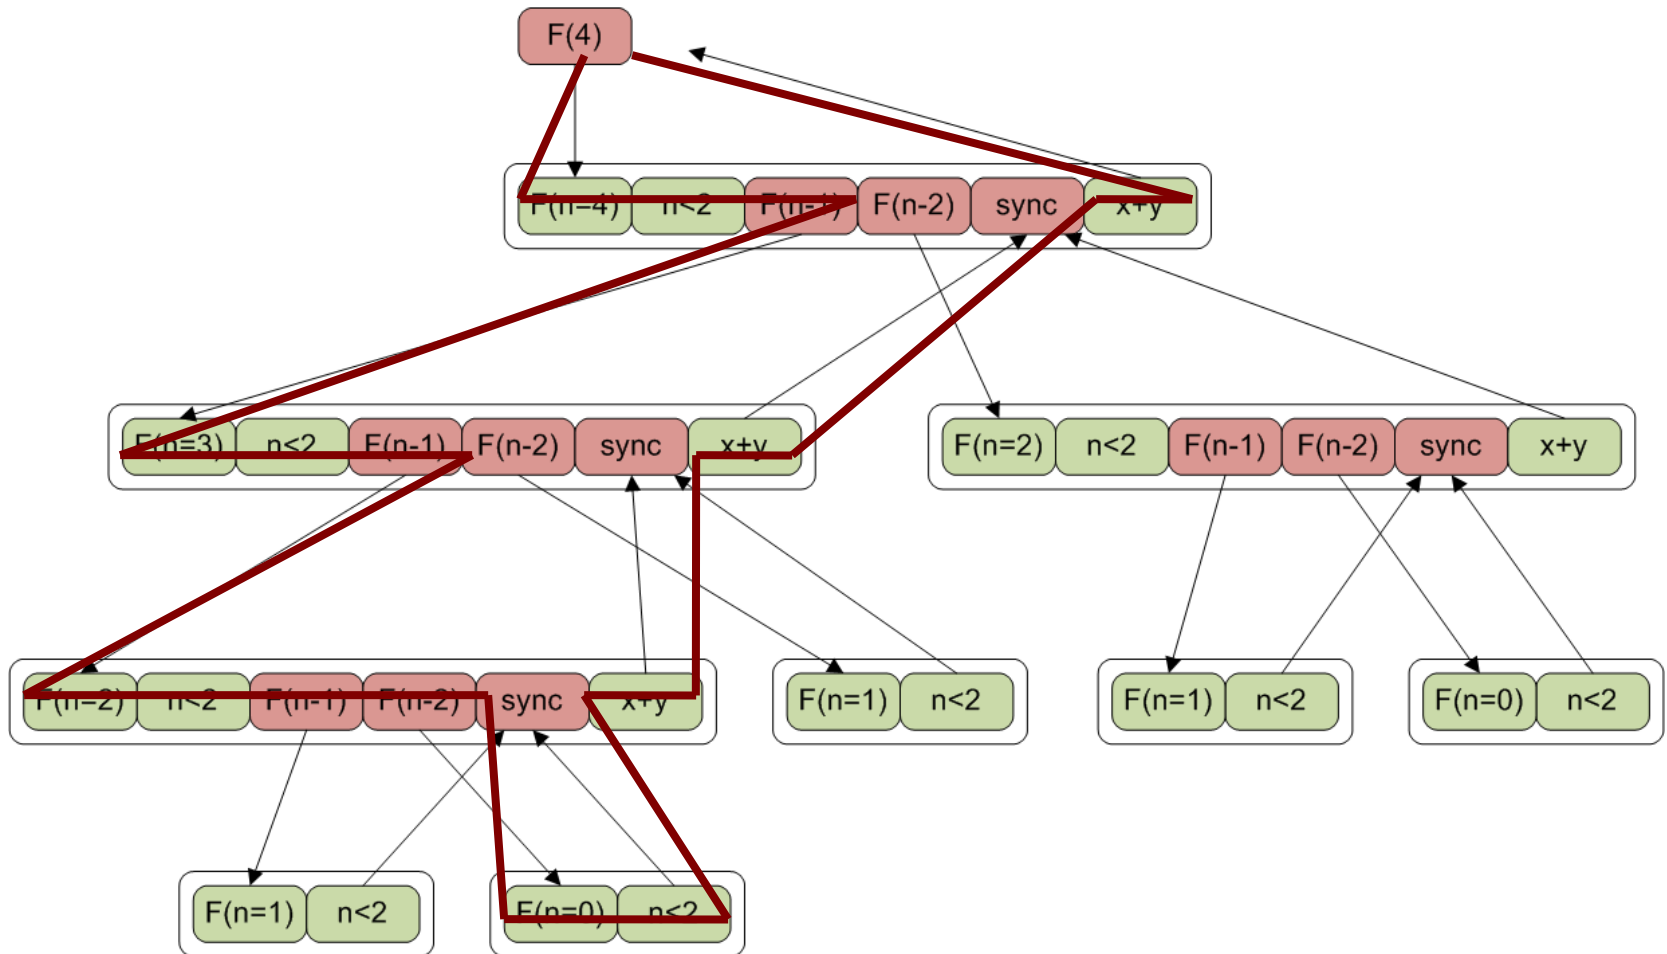 F(4)
F(n=4) n<2 F(n-1) F(n-2) sync x+y
F(n=3) n<2 F(n-1) F(n-2) sync x+y
F(n=2) n<2 F(n-1) F(n-2) sync x+y
F(n=2) n<2 F(n-1) F(n-2) sync x+y
F(n=1) n<2
F(n=1) n<2
F(n=0) n<2
F(n=1) n<2
F(n=0) n<2